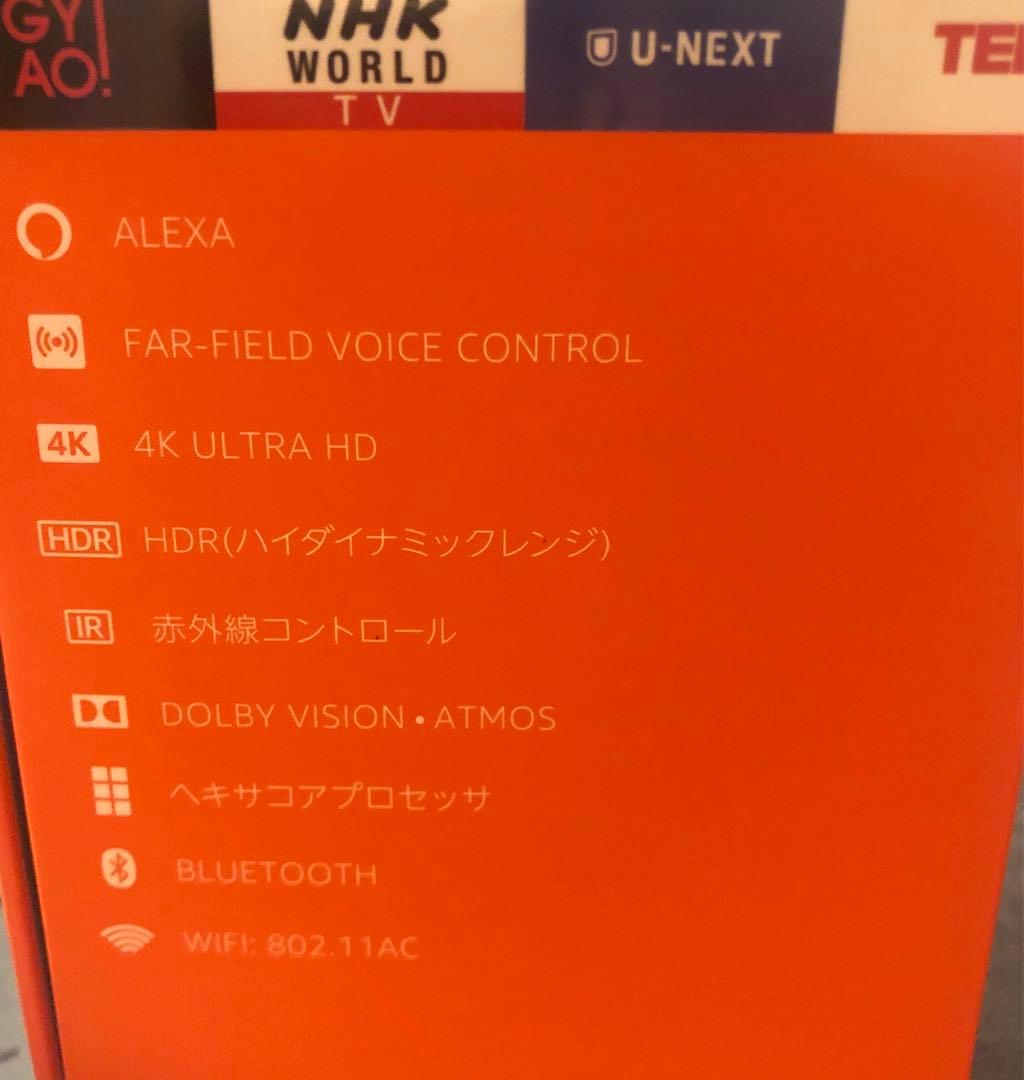 GY
AO!
NHK
WORLD
TV
U-NEXT
ALEXA
FAR-FIELD VOICE CONTROL
4K 4K ULTRA HD
HDR HDR(ハイダイナミックレンジ)
IR 赤外線コントロール
DOLBY VISION • ATMOS
ヘキサコアプロセッサ
BLUETOOTH
WIFI: 802.11AC